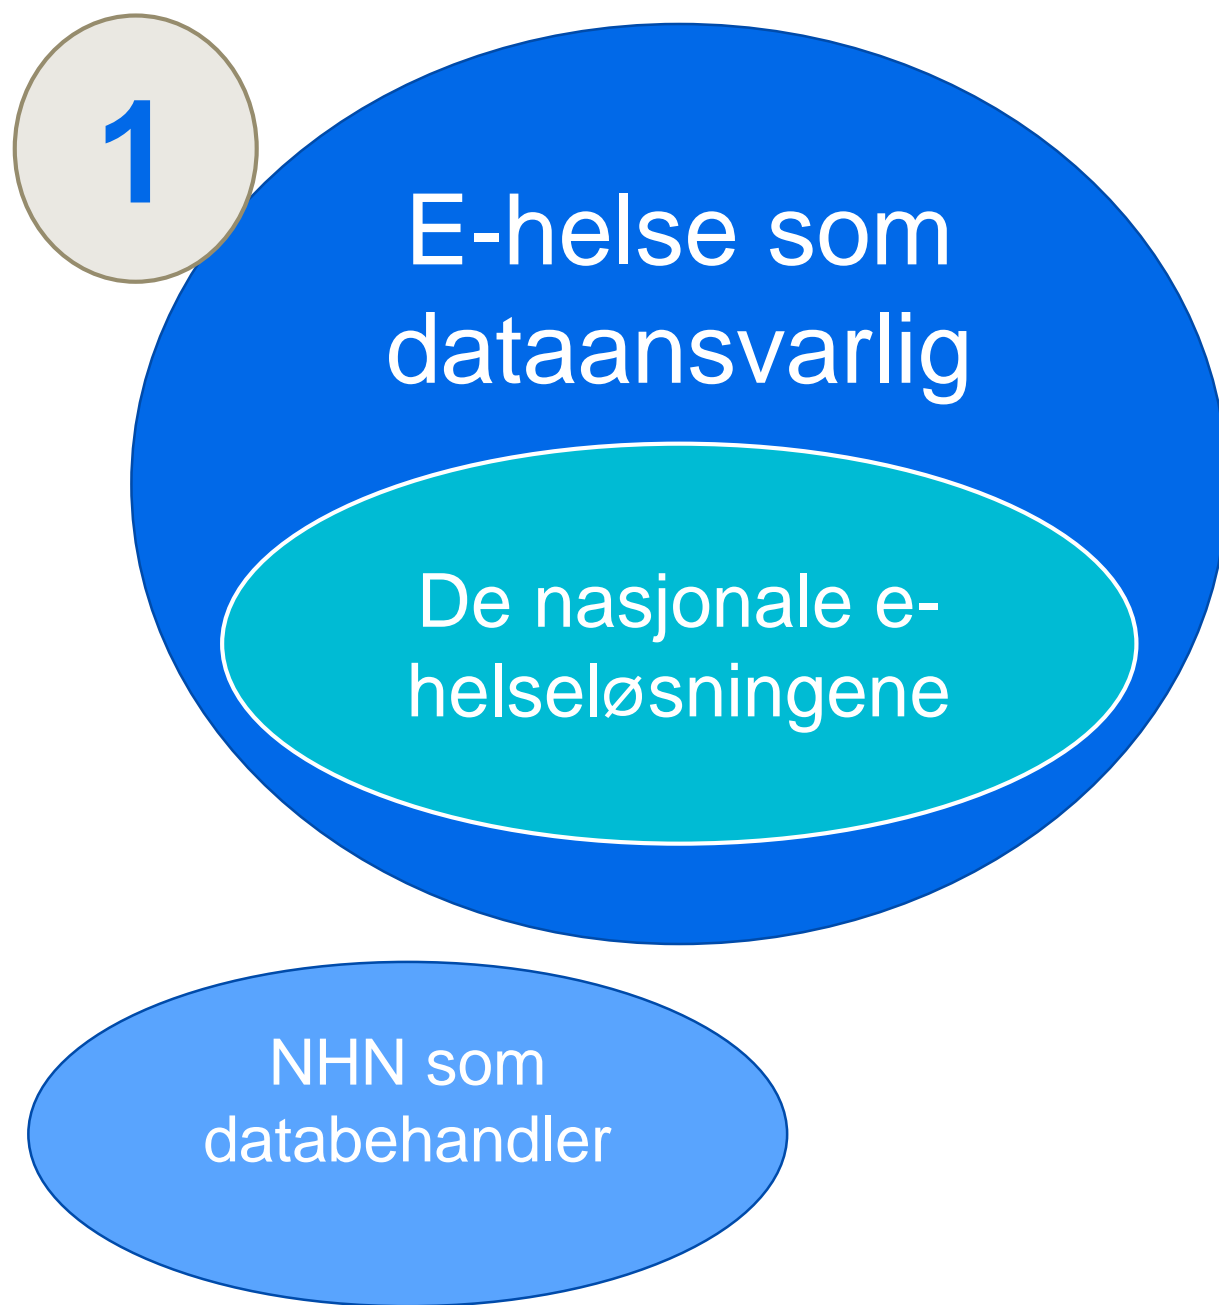 1
E-helse som
dataansvarlig
De nasjonale e-
helseløsningene
NHN som
databehandler